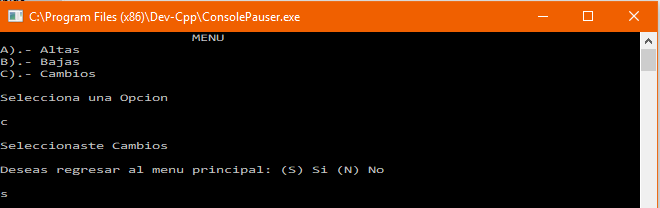 C:\Program Files (x86)\Dev-Cpp\ConsolePauser.exe
MENU
A).- Altas
B).- Bajas
C).- Cambios
Selecciona una Opcion
c
Seleccionaste Cambios
Deseas regresar al menu principal: (S) Si (N) No
s